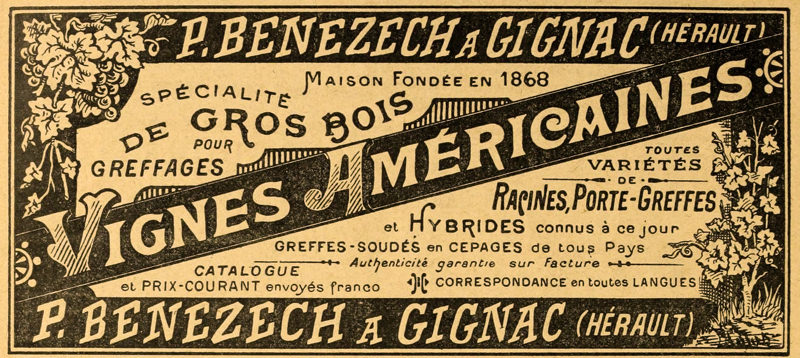 P. BENEZECH A GIGNAC (HÉRAULT)
MAISON FONDÉE EN 1868
SPÉCIALITÉ
DE GROS BOIS
POUR
GREFFAGES
VIGNES AMÉRICAINES
TOUTES
VARIÉTÉS
DE
RACINES, PORTE-GREFFES
et HYBRIDES connus à ce jour
GREFFES-SOUDÉS en CEPAGES de tous Pays
Authenticité garantie sur Facture
CATALOGUE
et PRIX-COURANT envoyés franco
CORRESPONDANCE en toutes LANGUES
P. BENEZECH A GIGNAC (HÉRAULT)